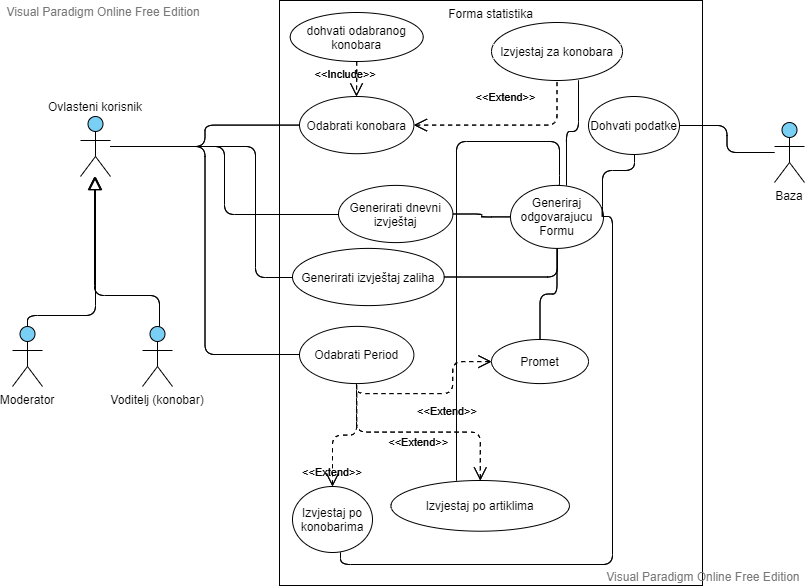 Visual Paradigm Online Free Edition
Forma statistika
dohvati odabranog
konobara
Izvjestaj za konobara
<<Include>>
<<Extend>>
Ovlasteni korisnik
Odabrati konobara
Dohvati podatke
Baza
Generirati dnevni
izvještaj
Generiraj
odgovarajucu
Formu
Generirati izvještaj zaliha
Odabrati Period
Promet
Moderator
Voditelj (konobar)
<<Extend>>
<<Extend>>
<<Extend>>
Izvjestaj po
konobarima
Izvjestaj po artiklima
Visual Paradigm Online Free Edition